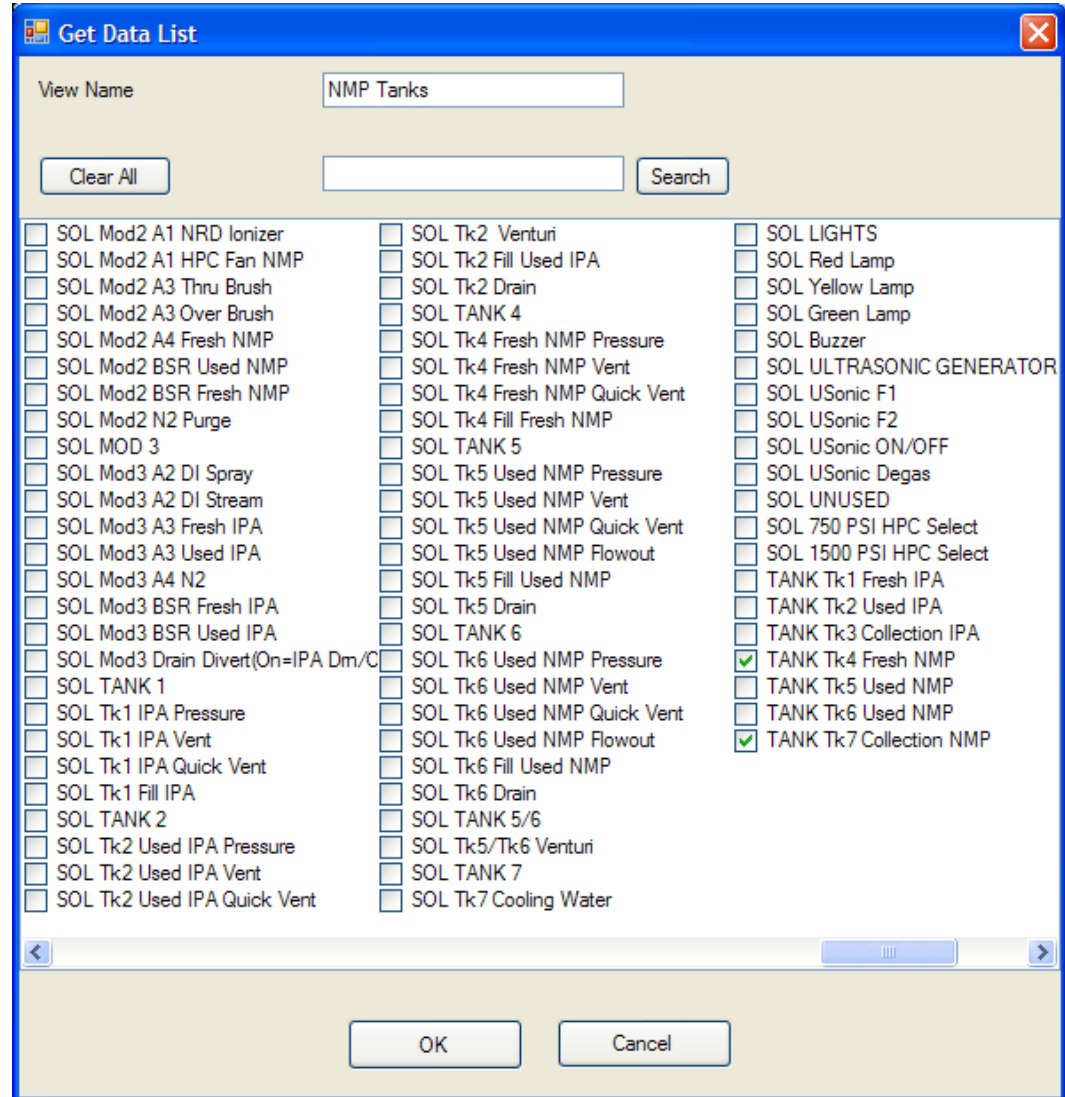 Get Data List
View Name
NMP Tanks
Clear All
Search
SOL Mod2 A1 NRD Ionizer
SOL Mod2 A1 HPC Fan NMP
SOL Mod2 A3 Thru Brush
SOL Mod2 A3 Over Brush
SOL Mod2 A4 Fresh NMP
SOL Mod2 BSR Used NMP
SOL Mod2 BSR Fresh NMP
SOL Mod2 N2 Purge
SOL MOD 3
SOL Mod3 A2 DI Spray
SOL Mod3 A2 DI Stream
SOL Mod3 A3 Fresh IPA
SOL Mod3 A3 Used IPA
SOL Mod3 A4 N2
SOL Mod3 BSR Fresh IPA
SOL Mod3 BSR Used IPA
SOL Mod3 Drain Divert(On=IPA Drn/O
SOL TANK 1
SOL Tk1 IPA Pressure
SOL Tk1 IPA Vent
SOL Tk1 IPA Quick Vent
SOL Tk1 Fill IPA
SOL TANK 2
SOL Tk2 Used IPA Pressure
SOL Tk2 Used IPA Vent
SOL Tk2 Used IPA Quick Vent
SOL Tk2 Venturi
SOL Tk2 Fill Used IPA
SOL Tk2 Drain
SOL TANK 4
SOL Tk4 Fresh NMP Pressure
SOL Tk4 Fresh NMP Vent
SOL Tk4 Fresh NMP Quick Vent
SOL Tk4 Fill Fresh NMP
SOL TANK 5
SOL Tk5 Used NMP Pressure
SOL Tk5 Used NMP Vent
SOL Tk5 Used NMP Quick Vent
SOL Tk5 Used NMP Flowout
SOL Tk5 Fill Used NMP
SOL Tk5 Drain
SOL TANK 6
SOL Tk6 Used NMP Pressure
SOL Tk6 Used NMP Vent
SOL Tk6 Used NMP Quick Vent
SOL Tk6 Used NMP Flowout
SOL Tk6 Fill Used NMP
SOL Tk6 Drain
SOL TANK 5/6
SOL Tk5/Tk6 Venturi
SOL TANK 7
SOL Tk7 Cooling Water
SOL LIGHTS
SOL Red Lamp
SOL Yellow Lamp
SOL Green Lamp
SOL Buzzer
SOL ULTRASONIC GENERATOR
SOL USonic F1
SOL USonic F2
SOL USonic ON/OFF
SOL USonic Degas
SOL UNUSED
SOL 750 PSI HPC Select
SOL 1500 PSI HPC Select
TANK Tk1 Fresh IPA
TANK Tk2 Used IPA
TANK Tk3 Collection IPA
TANK Tk4 Fresh NMP
TANK Tk5 Used NMP
TANK Tk6 Used NMP
TANK Tk7 Collection NMP
OK
Cancel